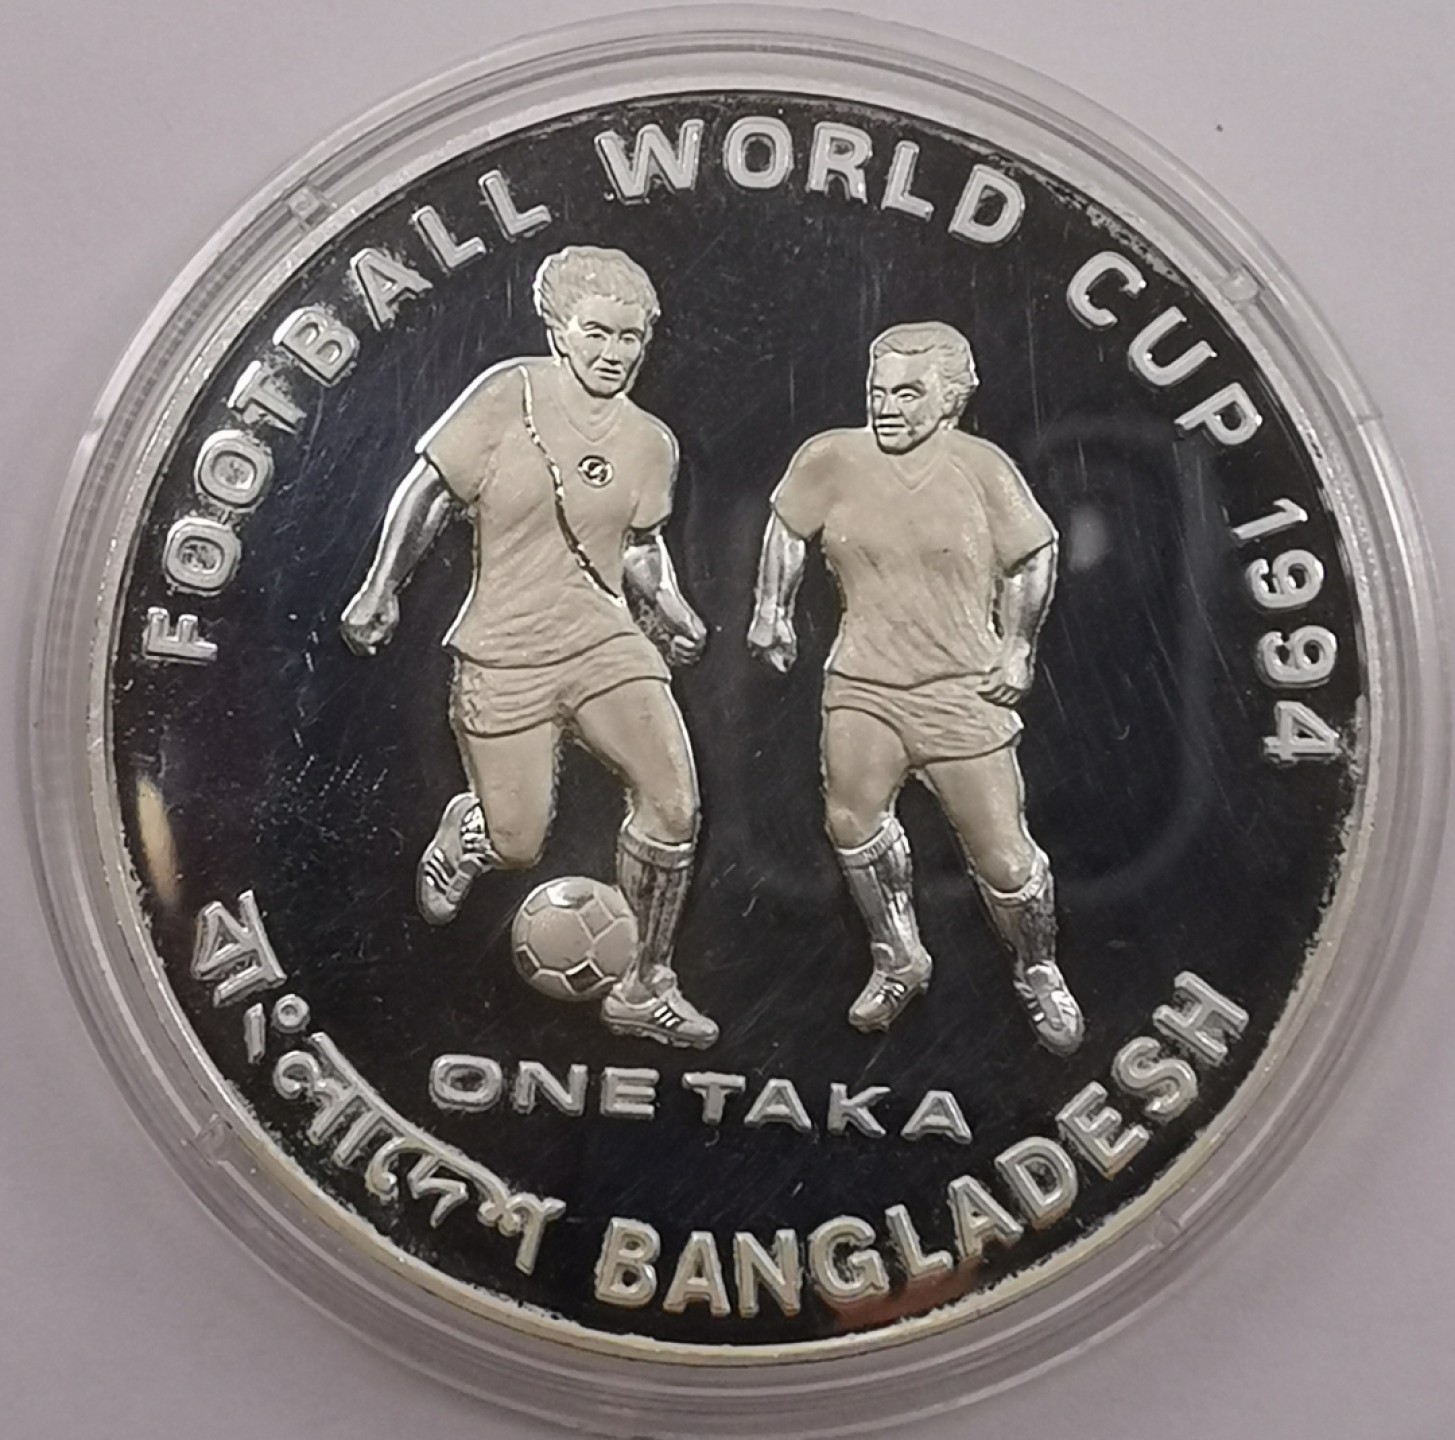 FOOTBALL WORLD CUP 1994
ONE TAKA
বাংলাদেশ BANGLADESH